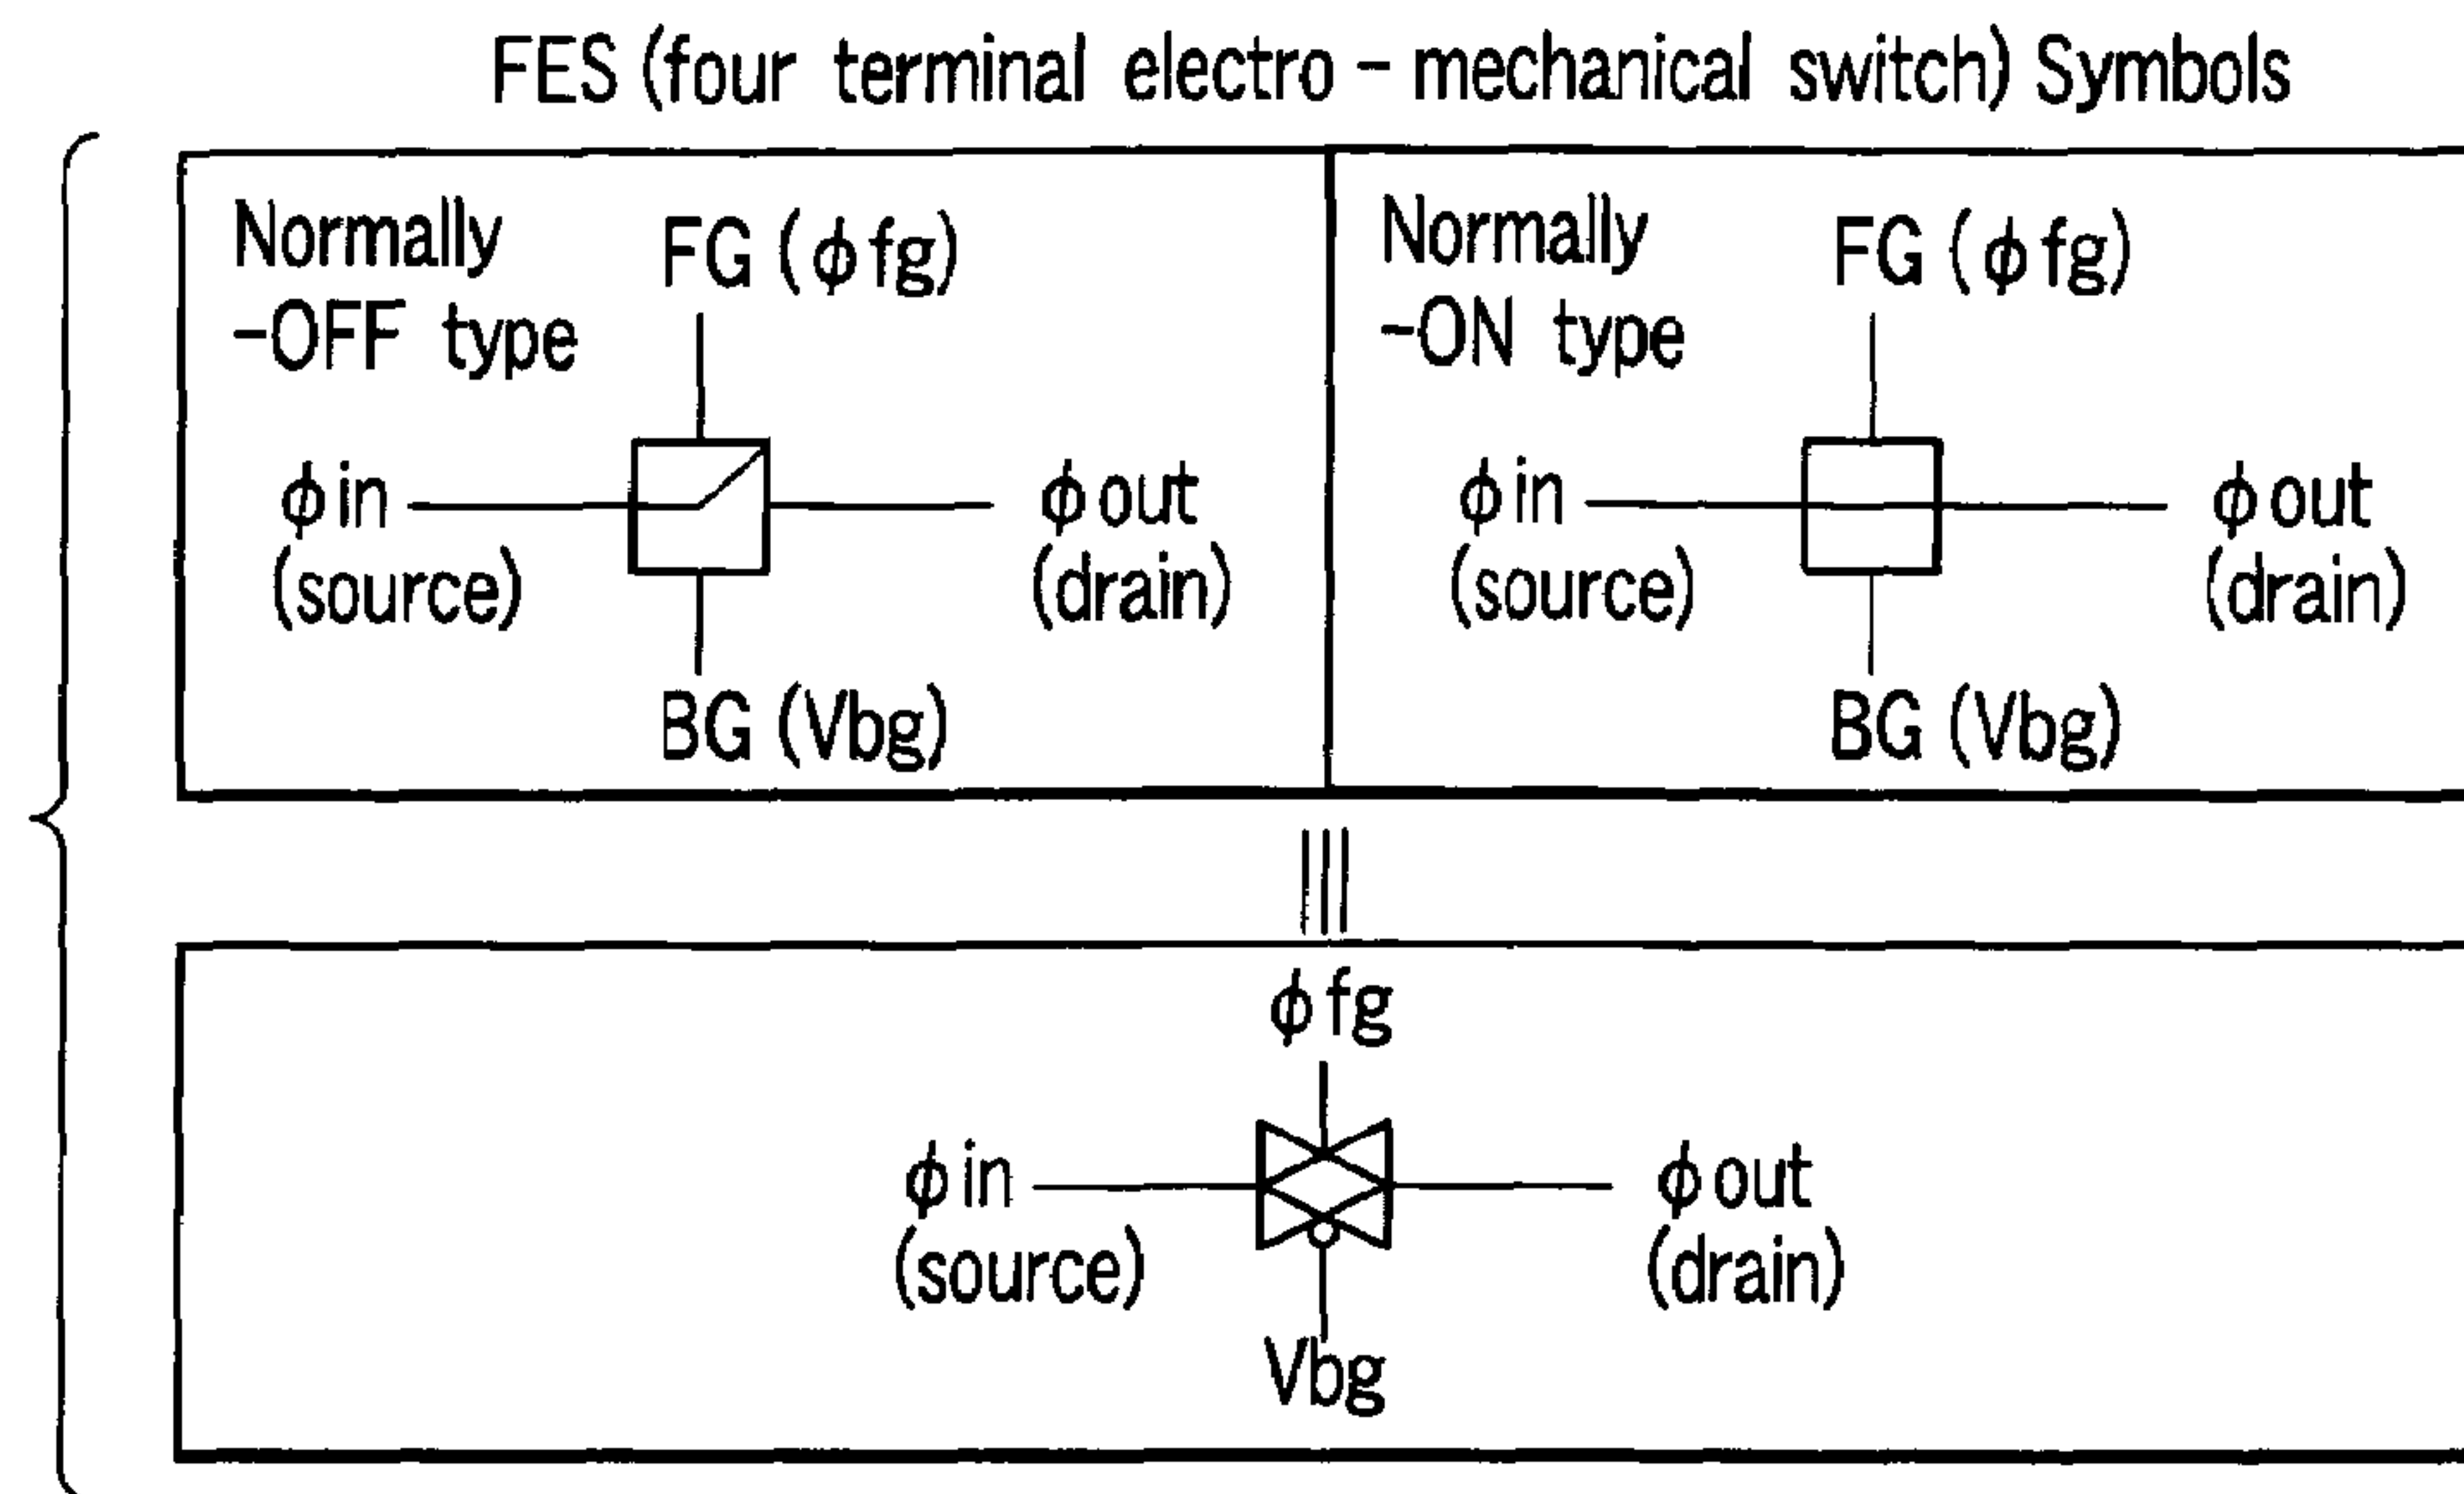 FES (four terminal electro - mechanical switch) Symbols
Normally
-OFF type
FG (ϕfg)
ϕin
(source)
ϕout
(drain)
BG (Vbg)
Normally
-ON type
FG (ϕfg)
ϕin
(source)
ϕout
(drain)
BG (Vbg)
ϕfg
ϕin
(source)
ϕout
(drain)
Vbg